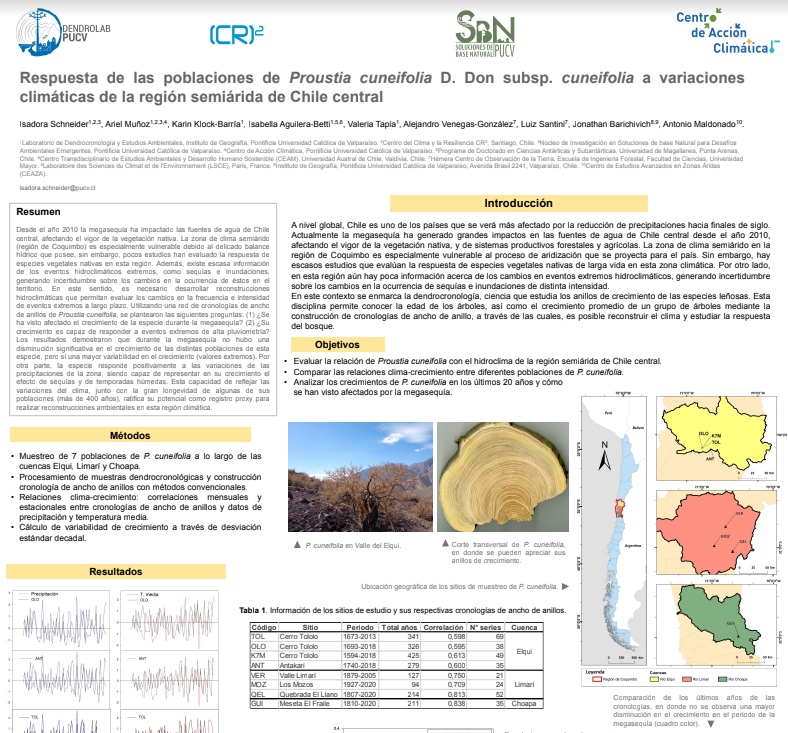 DENDROLAB
PUCV
(CR)²
SbN
SOLUCIONES DE
BASE NATURAL PUCV
Centro
de Acción
Climática
Respuesta de las poblaciones de Proustia cuneifolia D. Don subsp. cuneifolia a variaciones
climáticas de la región semiárida de Chile central
Isadora Schneider1,2,3, Ariel Muñoz1,2,3,4, Karin Klock-Barría1, Isabella Aguilera-Betti1,5,6, Valeria Tapia1, Alejandro Venegas-González7, Luiz Santini7, Jonathan Barichivich8,9, Antonio Maldonado10.
1Laboratorio de Dendrocronología y Estudios Ambientales, Instituto de Geografía, Pontificia Universidad Católica de Valparaíso. 2Centro del Clima y la Resiliencia CR2, Santiago, Chile. 3Núcleo de Investigación en Soluciones de base Natural para Desafíos
Ambientales Emergentes, Pontificia Universidad Católica de Valparaíso. 4Centro de Acción Climática, Pontificia Universidad Católica de Valparaíso. 5Programa de Doctorado en Ciencias Antárticas y Subantárticas, Universidad de Magallanes, Punta Arenas,
Chile. 6Centro Transdisciplinario de Estudios Ambientales y Desarrollo Humano Sostenible (CEAM), Universidad Austral de Chile, Valdivia, Chile. 7Hémera Centro de Observación de la Tierra, Escuela de Ingeniería Forestal, Facultad de Ciencias, Universidad
Mayor. 8Laboratoire des Sciences du Climat et de l'Environnement (LSCE), París, France. 9Instituto de Geografía, Pontificia Universidad Católica de Valparaíso, Avenida Brasil 2241, Valparaíso, Chile. 10Centro de Estudios Avanzados en Zonas Áridas
(CEAZA).
isadora.schneider@pucv.cl
Resumen
Desde el año 2010 la megasequía ha impactado las fuentes de agua de Chile
central, afectando el vigor de la vegetación nativa. La zona de clima semiárido
(región de Coquimbo) es especialmente vulnerable debido al delicado balance
hídrico que posee, sin embargo, pocos estudios han evaluado la respuesta de
especies vegetales nativas en esta región. Además, existe escasa información
de los eventos hidroclimáticos extremos, como sequías e inundaciones,
generando incertidumbre sobre los cambios en la ocurrencia de éstos en el
territorio. En este sentido, es necesario desarrollar reconstrucciones
hidroclimáticas que permitan evaluar los cambios en la frecuencia e intensidad
de eventos extremos a largo plazo. Utilizando una red de cronologías de ancho
de anillos de Proustia cuneifolia, se plantearon las siguientes preguntas: (1) ¿Se
ha visto afectado el crecimiento de la especie durante la megasequía? (2) ¿Su
crecimiento es capaz de responder a eventos extremos de alta pluviometría?
Los resultados demostraron que durante la megasequía no hubo una
disminución significativa en el crecimiento de las distintas poblaciones de esta
especie, pero sí una mayor variabilidad en el crecimiento (valores extremos). Por
otra parte, la especie responde positivamente a las variaciones de las
precipitaciones de la zona, siendo capaz de representar en su crecimiento el
efecto de sequías y de temporadas húmedas. Esta capacidad de reflejar las
variaciones del clima, junto con la gran longevidad de algunas de sus
poblaciones (más de 400 años), ratifica su potencial como registro proxy para
realizar reconstrucciones ambientales en esta región climática.
Métodos
• Muestreo de 7 poblaciones de P. cuneifolia a lo largo de las
cuencas Elqui, Limarí y Choapa.
• Procesamiento de muestras dendrocronológicas y construcción
cronología de ancho de anillos con métodos convencionales.
• Relaciones clima-crecimiento: correlaciones mensuales y
estacionales entre cronologías de ancho de anillos y datos de
precipitación y temperatura media.
• Cálculo de variabilidad de crecimiento a través de desviación
estándar decadal.
Resultados
Precipitación
OLO
T. media
OLO
ANT
ANT
TOL
TOL
Introducción
A nivel global, Chile es uno de los países que se verá más afectado por la reducción de precipitaciones hacia finales de siglo.
Actualmente la megasequía ha generado grandes impactos en las fuentes de agua de Chile central desde el año 2010,
afectando el vigor de la vegetación nativa, y de sistemas productivos forestales y agrícolas. La zona de clima semiárido en la
región de Coquimbo es especialmente vulnerable al proceso de aridización que se proyecta para el país. Sin embargo, hay
escasos estudios que evalúan la respuesta de especies vegetales nativas de larga vida en esta zona climática. Por otro lado,
en esta región aún hay poca información acerca de los cambios en eventos extremos hidroclimáticos, generando incertidumbre
sobre los cambios en la ocurrencia de sequías e inundaciones de distinta intensidad.
En este contexto se enmarca la dendrocronología, ciencia que estudia los anillos de crecimiento de las especies leñosas. Esta
disciplina permite conocer la edad de los árboles, así como el crecimiento promedio de un grupo de árboles mediante la
construcción de cronologías de ancho de anillo, a través de las cuales, es posible reconstruir el clima y estudiar la respuesta
del bosque.
Objetivos
• Evaluar la relación de Proustia cuneifolia con el hidroclima de la región semiárida de Chile central.
• Comparar las relaciones clima-crecimiento entre diferentes poblaciones de P. cuneifolia.
• Analizar los crecimientos de P. cuneifolia en los últimos 20 años y cómo
se han visto afectados por la megasequía.
▲ P. cuneifolia en Valle del Elqui.
▲ Corte transversal de P. cuneifolia,
en donde se pueden apreciar sus
anillos de crecimiento.
Ubicación geográfica de los sitios de muestreo de P. cuneifolia. ▶
Tabla 1. Información de los sitios de estudio y sus respectivas cronologías de ancho de anillos.
Código Sitio Periodo Total años Correlación N° series Cuenca
TOL Cerro Tololo 1673-2013 341 0,598 69
OLO Cerro Tololo 1693-2018 326 0,595 38
K7M Cerro Tololo 1594-2018 425 0,613 49
ANT Antakari 1740-2018 279 0,600 35
Elqui
VER Valle Limarí 1879-2005 127 0,750 21
MOZ Los Mozos 1927-2020 94 0,709 24
QEL Quebrada El Llano 1807-2020 214 0,813 52
Limarí
GUI Meseta El Fraile 1810-2020 211 0,838 35 Choapa
0,4
Perú
Bolivia
N
Argentina
OLO
K7M
TOL
ANT
VER
MOZ
QEL
GUI
Leyenda
Región de Coquimbo
Cuencas
Río Elqui
Río Limarí
Río Choapa
Comparación de los últimos años de las
cronologías, en donde no se observa una mayor
disminución en el crecimiento en el periodo de la
megasequía (cuadro color). ▼